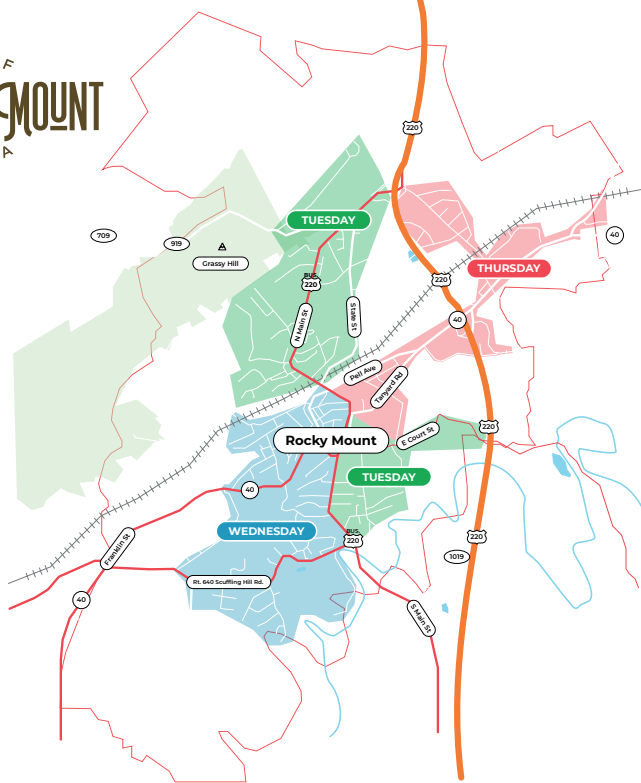 F
MOUNT
A
220
TUESDAY
709
919
40
Grassy Hill
THURSDAY
BUS.
220
220
N Main St
State St
40
Pell Ave
Tanyard Rd
220
E Court St
Rocky Mount
TUESDAY
40
WEDNESDAY
BUS.
220
220
Franklin St
1019
Rt. 640 Scuffling Hill Rd.
40
S Main St